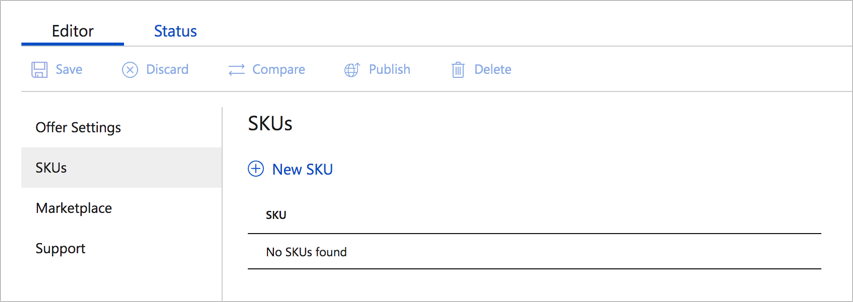 Editor Status
Save Discard Compare Publish Delete
Offer Settings
SKUs
Marketplace
Support
SKUs
New SKU
SKU
No SKUs found